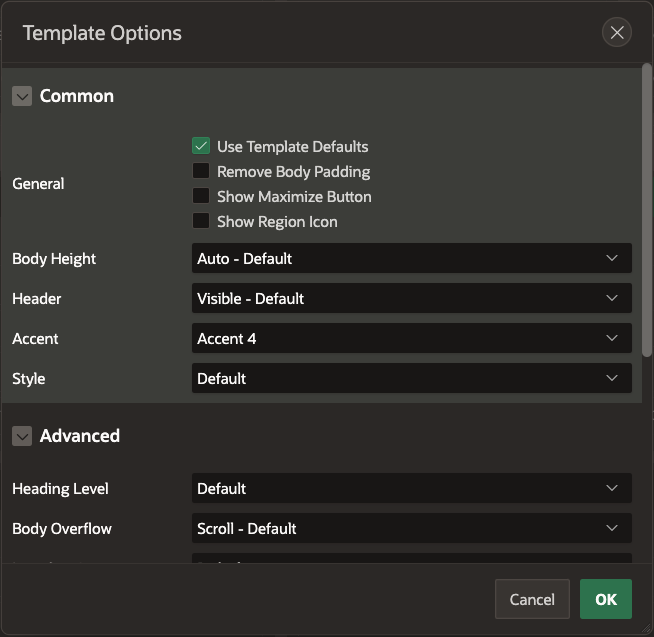 Template Options
Common
General
Use Template Defaults
Remove Body Padding
Show Maximize Button
Show Region Icon
Body Height Auto - Default
Header Visible - Default
Accent Accent 4
Style Default
Advanced
Heading Level Default
Body Overflow Scroll - Default
Cancel OK